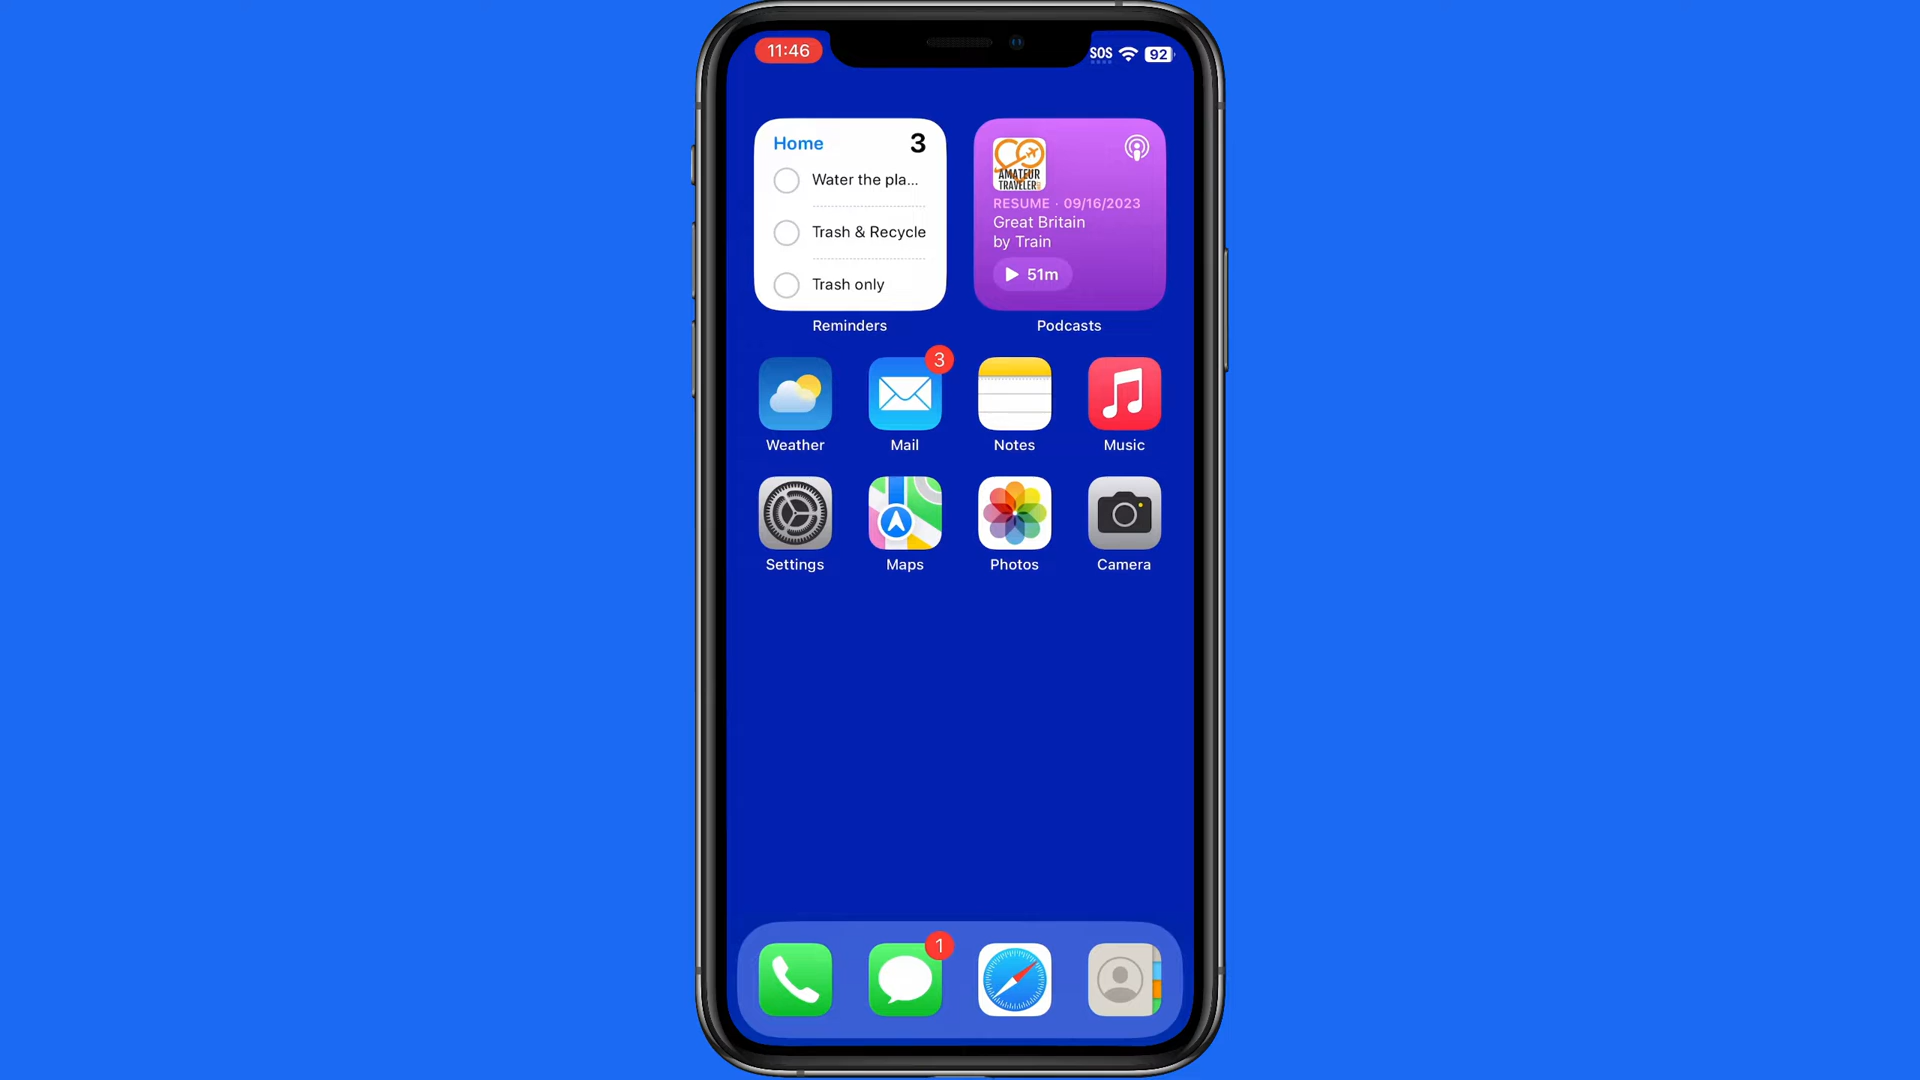 11:46
SOS
92
Home 3
Water the pla...
Trash & Recycle
Trash only
Reminders
AMATEUR
TRAVELER
RESUME · 09/16/2023
Great Britain
by Train
51m
Podcasts
3
Weather Mail Notes Music
Settings Maps Photos Camera
1